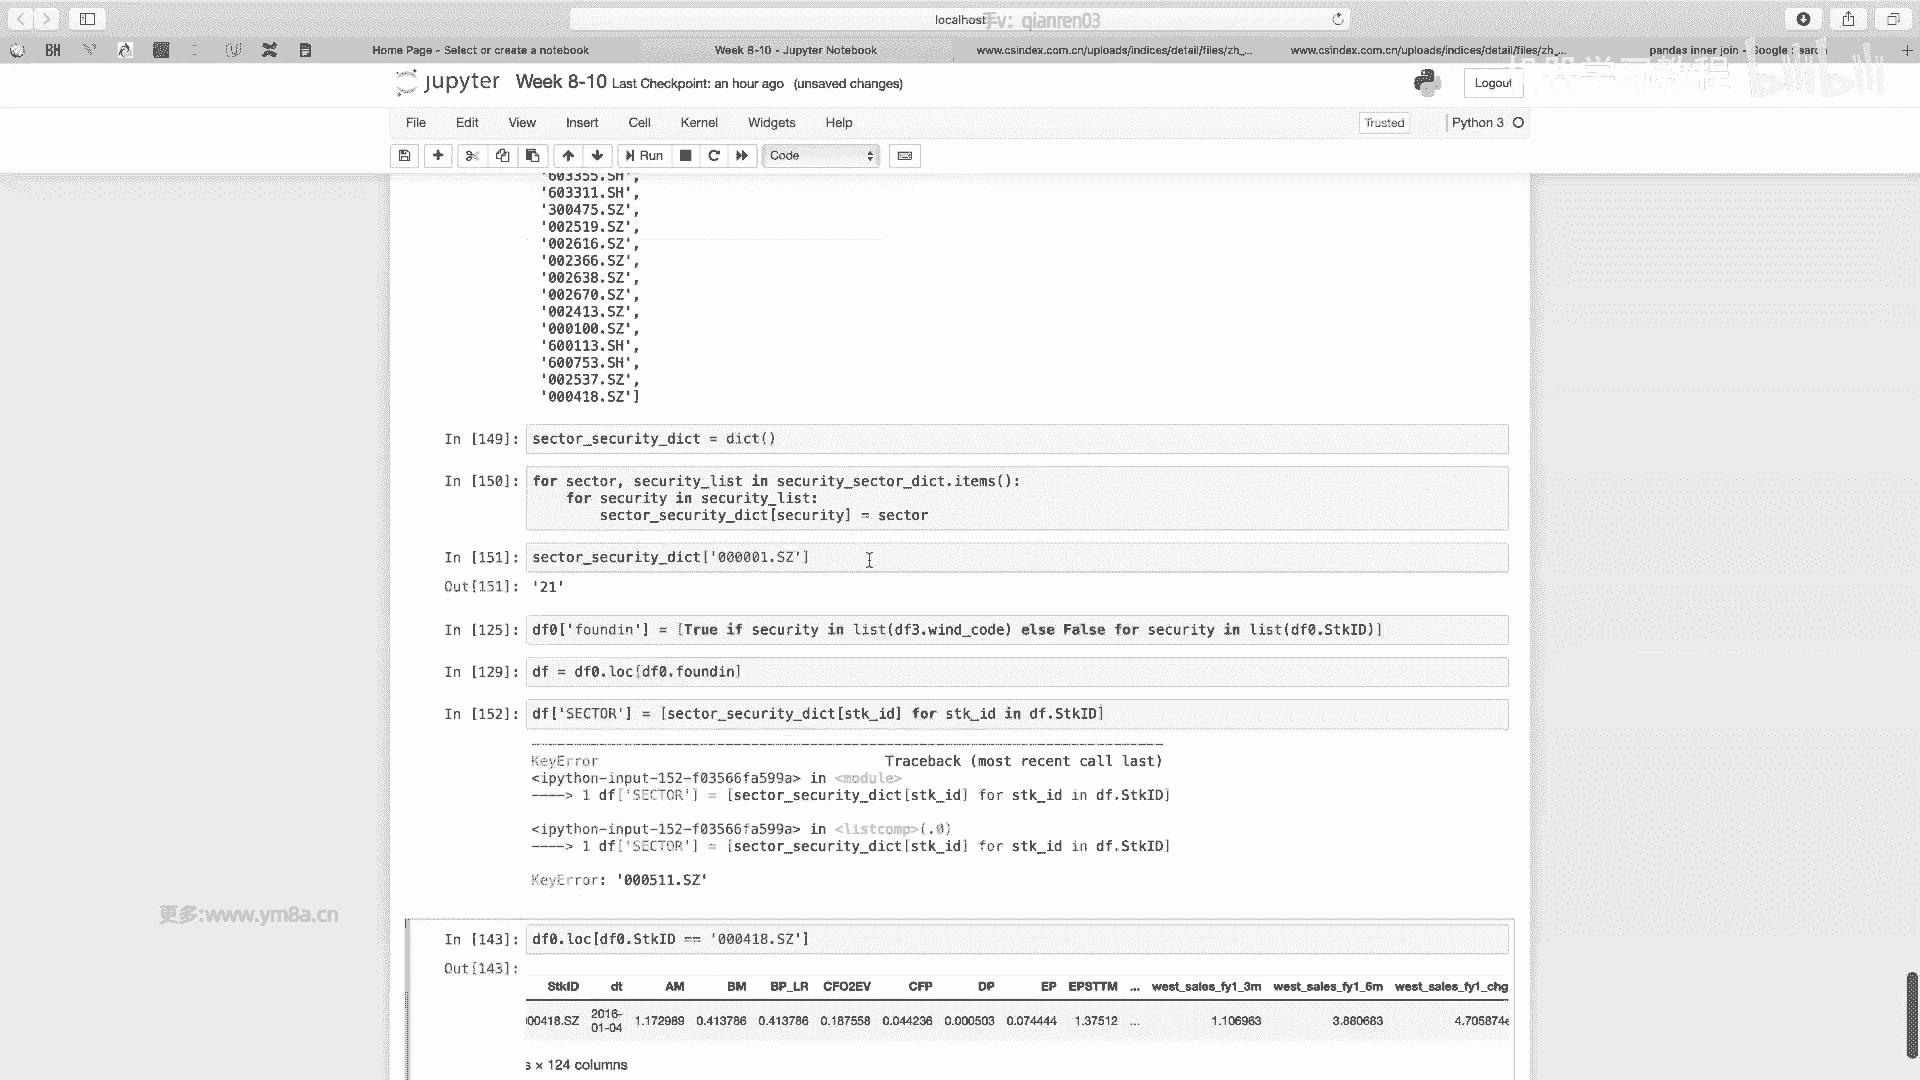 localhost
qianren03
BH
Home Page - Select or create a notebook
Week 8-10 - Jupyter Notebook
www.csindex.com.cn/uploads/indices/detail/files/zh_...
www.csindex.com.cn/uploads/indices/detail/files/zh_...
pandas inner join - Google Search
jupyter Week 8-10 Last Checkpoint: an hour ago (unsaved changes)
Logout
机器学习教程 bilibili
File Edit View Insert Cell Kernel Widgets Help
Trusted
Python 3
Run
Code
'603355.SH',
'603311.SH',
'300475.SZ',
'002519.SZ',
'002616.SZ',
'002366.SZ',
'002638.SZ',
'002670.SZ',
'002413.SZ',
'000100.SZ',
'600113.SH',
'600753.SH',
'002537.SZ',
'000418.SZ']
In [149]: sector_security_dict = dict()
In [150]: for sector, security_list in security_sector_dict.items():
for security in security_list:
sector_security_dict[security] = sector
In [151]: sector_security_dict['000001.SZ']
Out[151]: '21'
In [125]: df0['foundin'] = [True if security in list(df3.wind_code) else False for security in list(df0.StkID)]
In [129]: df = df0.loc[df0.foundin]
In [152]: df['SECTOR'] = [sector_security_dict[stk_id] for stk_id in df.StkID]
KeyError Traceback (most recent call last)
<ipython-input-152-f03566fa599a> in <module>
----> 1 df['SECTOR'] = [sector_security_dict[stk_id] for stk_id in df.StkID]
<ipython-input-152-f03566fa599a> in <listcomp>(.0)
----> 1 df['SECTOR'] = [sector_security_dict[stk_id] for stk_id in df.StkID]
KeyError: '000511.SZ'
更多:www.ym8a.cn
In [143]: df0.loc[df0.StkID == '000418.SZ']
Out[143]:
StkID dt AM BM BP_LR CFO2EV CFP DP EP EPSTTM ... west_sales_fy1_3m west_sales_fy1_6m west_sales_fy1_chg
00418.SZ 2016-01-04 1.172989 0.413786 0.413786 0.187558 0.044236 0.000503 0.074444 1.37512 ... 1.106963 3.880683 4.705874e
s × 124 columns